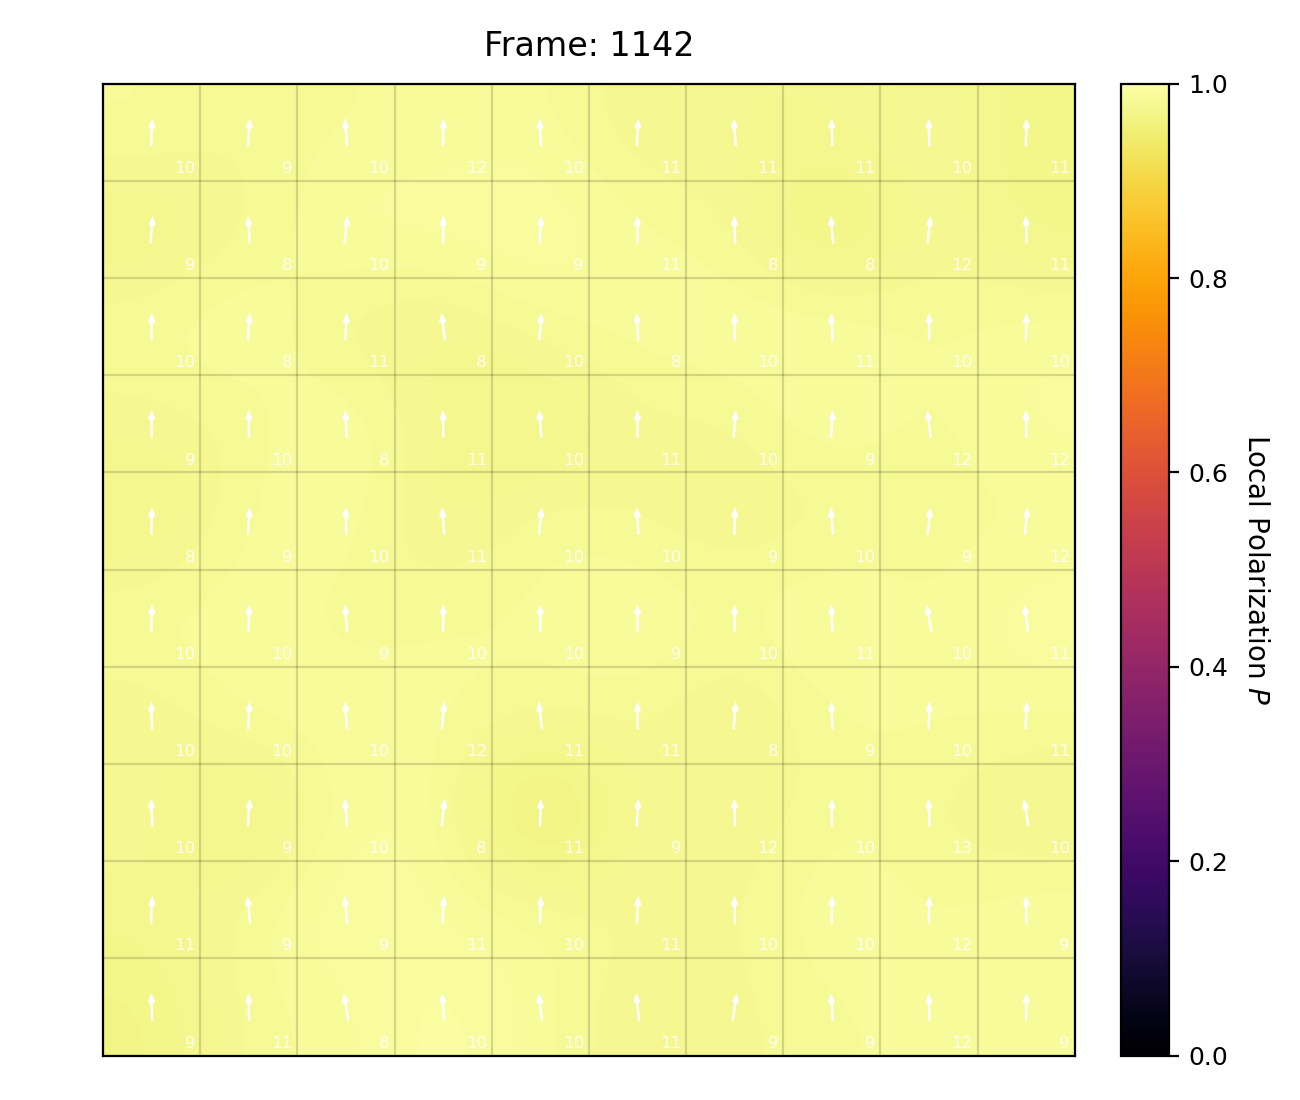 Frame: 1142
10 9 10 12 10 11 11 11 10 11
9 8 10 9 9 11 8 8 12 11
10 8 11 8 10 8 10 11 10 10
9 10 8 11 10 11 10 9 12 12
8 9 10 11 10 10 9 10 9 12
10 10 9 10 10 9 10 11 10 11
10 10 10 12 11 11 8 9 10 11
10 9 10 8 11 9 12 10 13 10
11 9 9 11 10 11 10 10 12 9
9 11 8 10 10 11 9 9 12 9
1.0
0.8
0.6
0.4
0.2
0.0
Local Polarization P